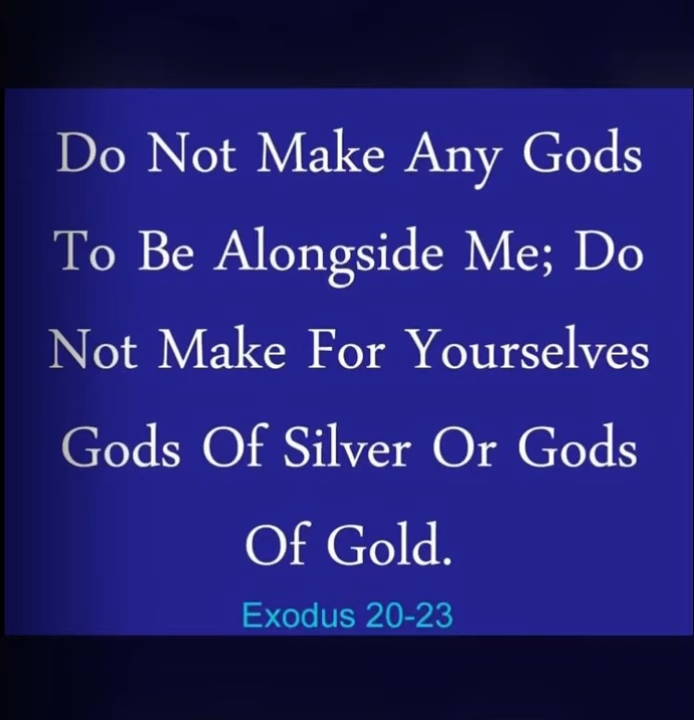 Do Not Make Any Gods
To Be Alongside Me; Do
Not Make For Yourselves
Gods Of Silver Or Gods
Of Gold.
Exodus 20-23